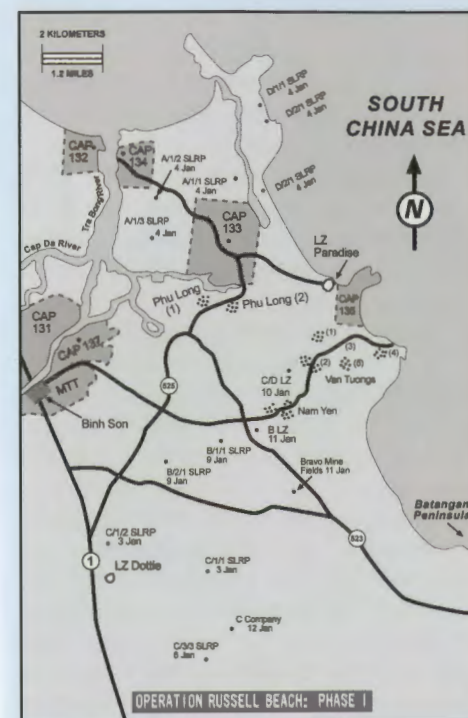 2 KILOMETERS
1.2 MILES
D/1/1 SLRP
4 Jan
D/2/1 SLRP
4 Jan
SOUTH
CHINA SEA
CAP
132
CAP
134
A/1/2 SLRP
4 Jan
A/1/1 SLRP
4 Jan
D/2/1 SLRP
4 Jan
N
Tra Bong River
A/1/3 SLRP
4 Jan
CAP
133
Cap Da River
LZ
Paradise
Phu Long
(1)
Phu Long (2)
CAP
135
CAP
131
CAP 137
(1)
(3)
(4)
(2)
(5)
Van Tuongs
MTT
525
C/D LZ
10 Jan
Nam Yen
Binh Son
B LZ
11 Jan
B/1/1 SLRP
9 Jan
B/2/1 SLRP
9 Jan
Bravo Mine
Fields 11 Jan
Batangan
Peninsula
C/1/2 SLRP
3 Jan
523
1
LZ Dottie
C/1/1 SLRP
3 Jan
C Company
12 Jan
C/3/3 SLRP
5 Jan
OPERATION RUSSELL BEACH: PHASE I